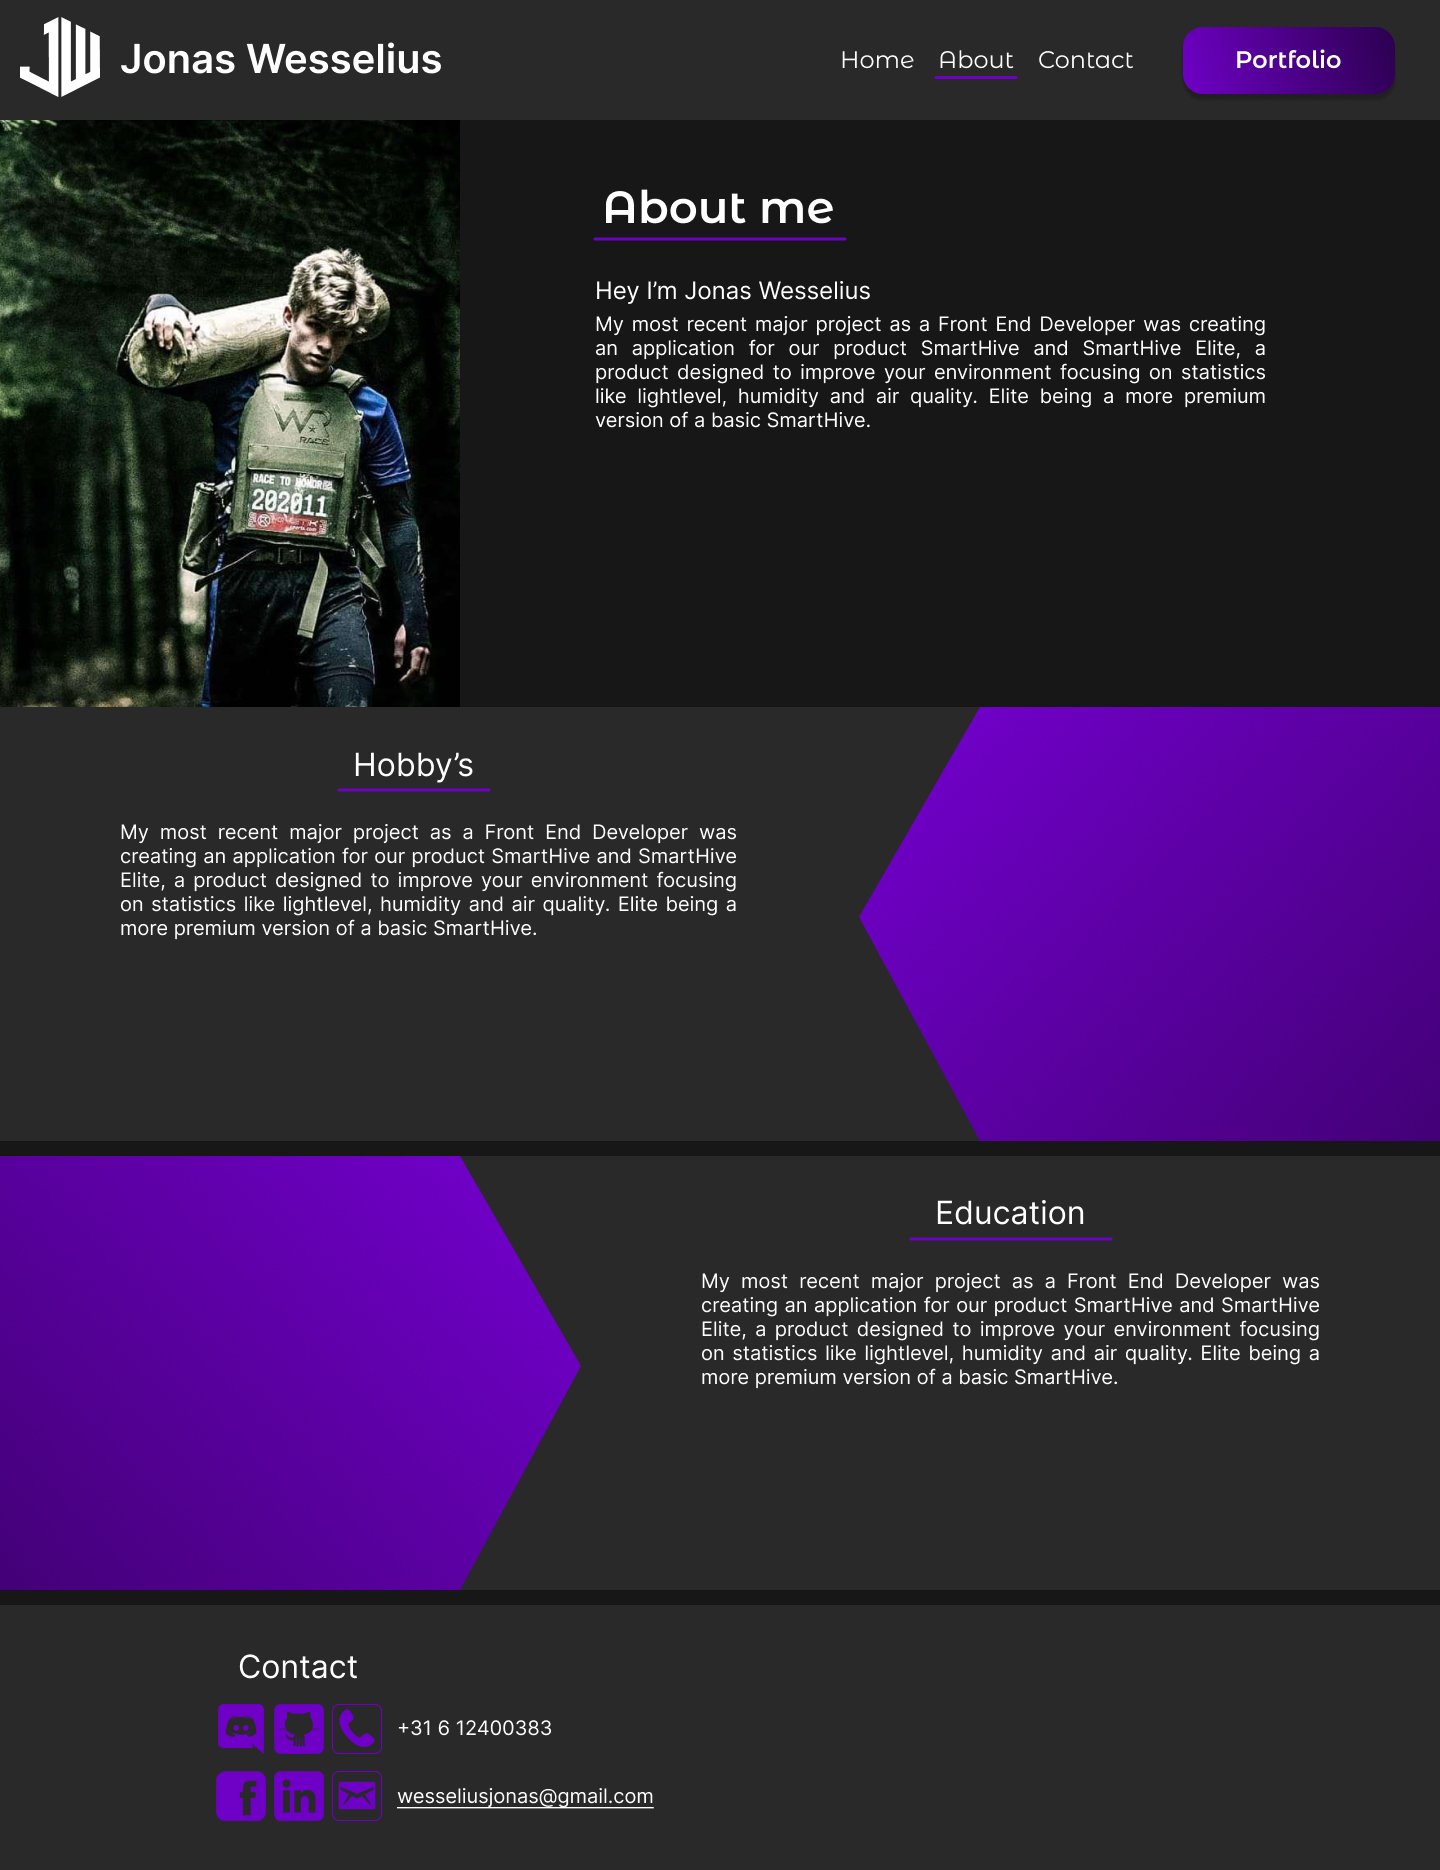 JW
Jonas Wesselius
Home About Contact
Portfolio
About me
Hey I’m Jonas Wesselius
My most recent major project as a Front End Developer was creating
an application for our product SmartHive and SmartHive Elite, a
product designed to improve your environment focusing on statistics
like lightlevel, humidity and air quality. Elite being a more premium
version of a basic SmartHive.
WR
RACE
RACE TO HONOR
202011
Hobby’s
My most recent major project as a Front End Developer was
creating an application for our product SmartHive and SmartHive
Elite, a product designed to improve your environment focusing
on statistics like lightlevel, humidity and air quality. Elite being a
more premium version of a basic SmartHive.
Education
My most recent major project as a Front End Developer was
creating an application for our product SmartHive and SmartHive
Elite, a product designed to improve your environment focusing
on statistics like lightlevel, humidity and air quality. Elite being a
more premium version of a basic SmartHive.
Contact
+31 6 12400383
f in
wesseliusjonas@gmail.com